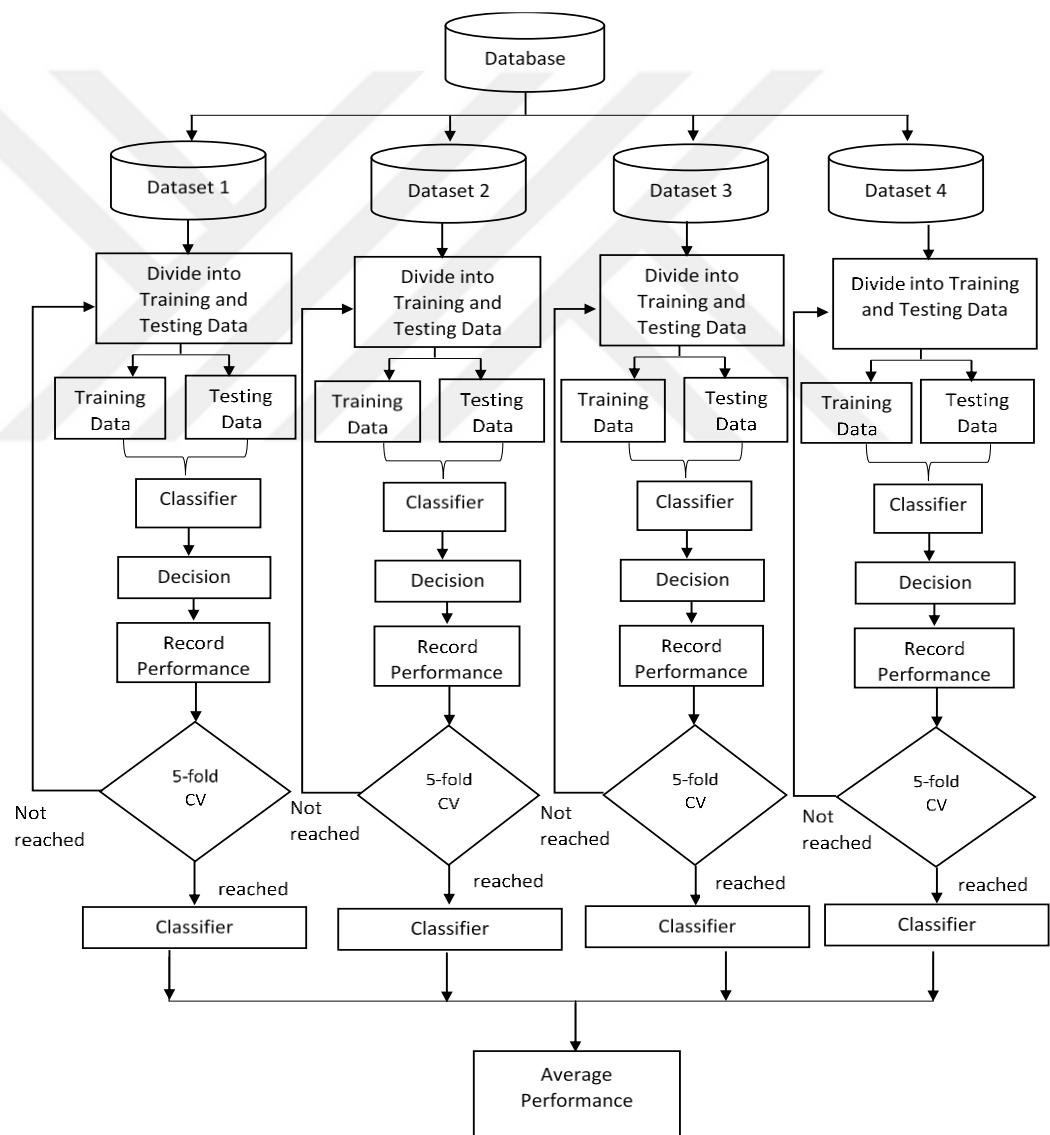 Database
Dataset 1
Dataset 2
Dataset 3
Dataset 4
Divide into
Training and
Testing Data
Divide into
Training and
Testing Data
Divide into
Training and
Testing Data
Divide into Training
and Testing Data
Training
Data
Testing
Data
Training
Data
Testing
Data
Training
Data
Testing
Data
Training
Data
Testing
Data
Classifier
Classifier
Classifier
Classifier
Decision
Decision
Decision
Decision
Record
Performance
Record
Performance
Record
Performance
Record
Performance
5-fold
CV
5-fold
CV
5-fold
CV
5-fold
CV
Not
reached
Not
reached
Not
reached
Not
reached
reached
reached
reached
reached
Classifier
Classifier
Classifier
Classifier
Average
Performance